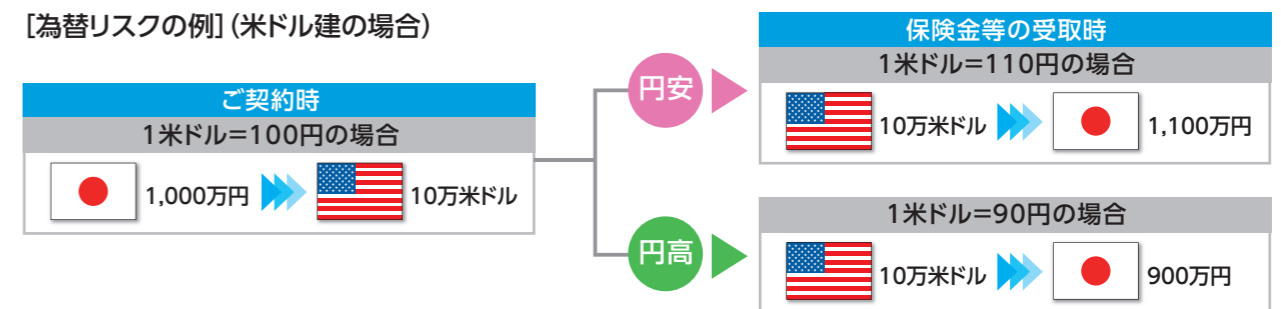 [為替リスクの例](米ドル建の場合)
ご契約時
1米ドル=100円の場合
1,000万円
10万米ドル
円安
保険金等の受取時
1米ドル=110円の場合
10万米ドル
1,100万円
円高
1米ドル=90円の場合
10万米ドル
900万円